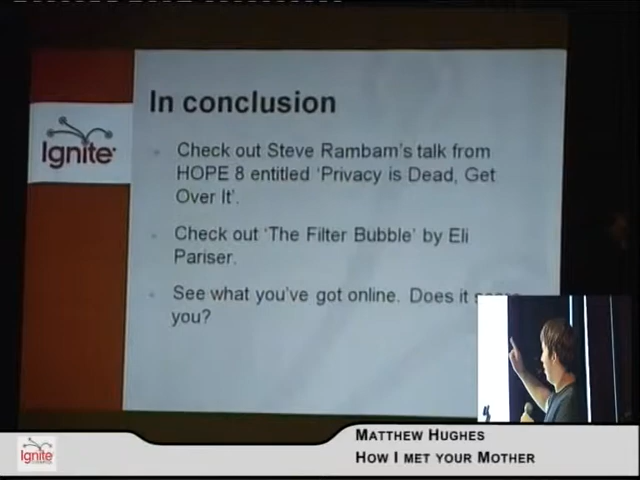 In conclusion
Ignite
Check out Steve Rambam's talk from
HOPE 8 entitled 'Privacy is Dead, Get
Over It'.
Check out 'The Filter Bubble' by Eli
Pariser.
See what you've got online. Does it
you?
MATTHEW HUGHES
HOW I MET YOUR MOTHER
Ignite